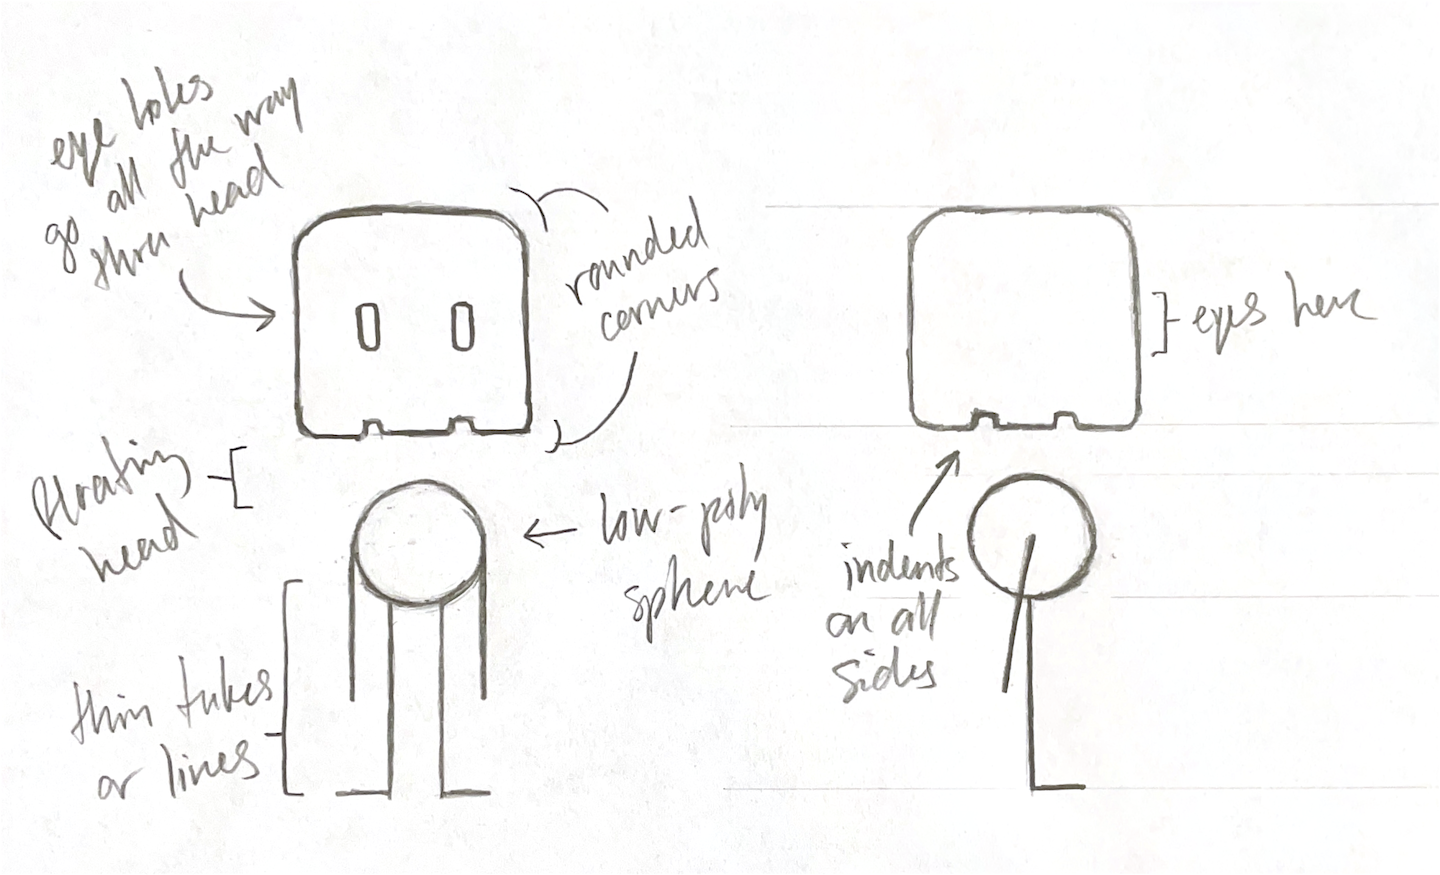 eye holes
all the way
go thru head
rounded
corners
eyes here
floating
head
low-poly
sphere
indents
on all
sides
thin tubes
or lines